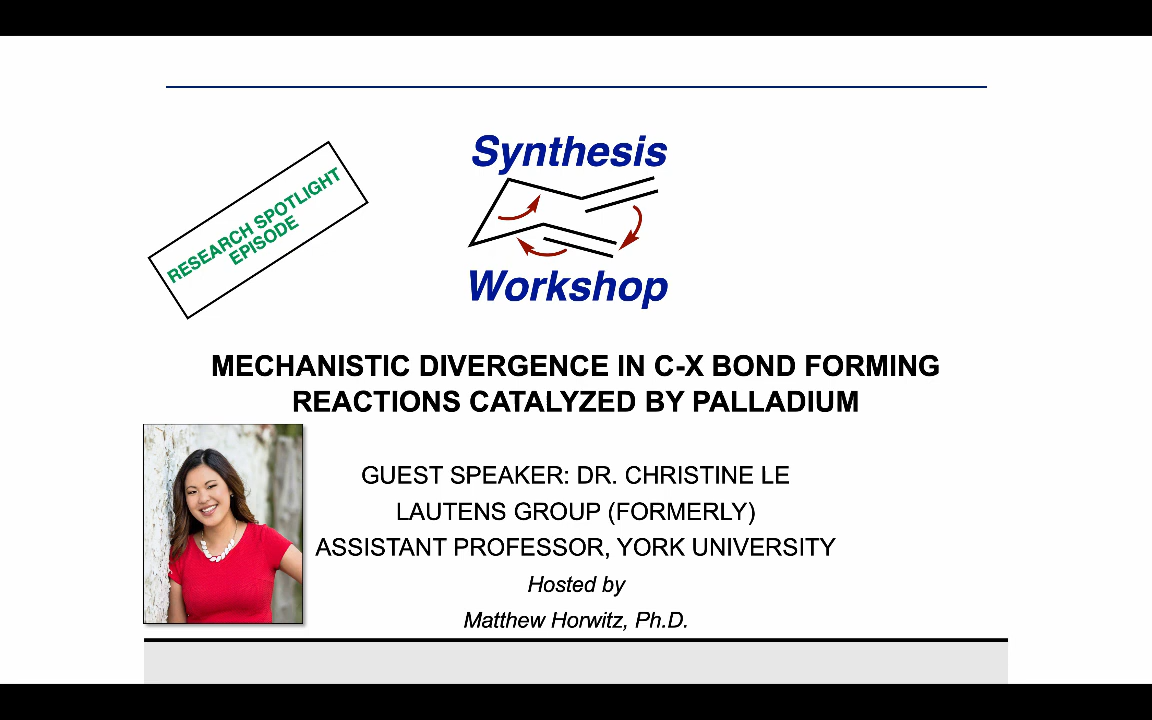 Synthesis
RESEARCH SPOTLIGHT
EPISODE
Workshop
MECHANISTIC DIVERGENCE IN C-X BOND FORMING
REACTIONS CATALYZED BY PALLADIUM
GUEST SPEAKER: DR. CHRISTINE LE
LAUTENS GROUP (FORMERLY)
ASSISTANT PROFESSOR, YORK UNIVERSITY
Hosted by
Matthew Horwitz, Ph.D.